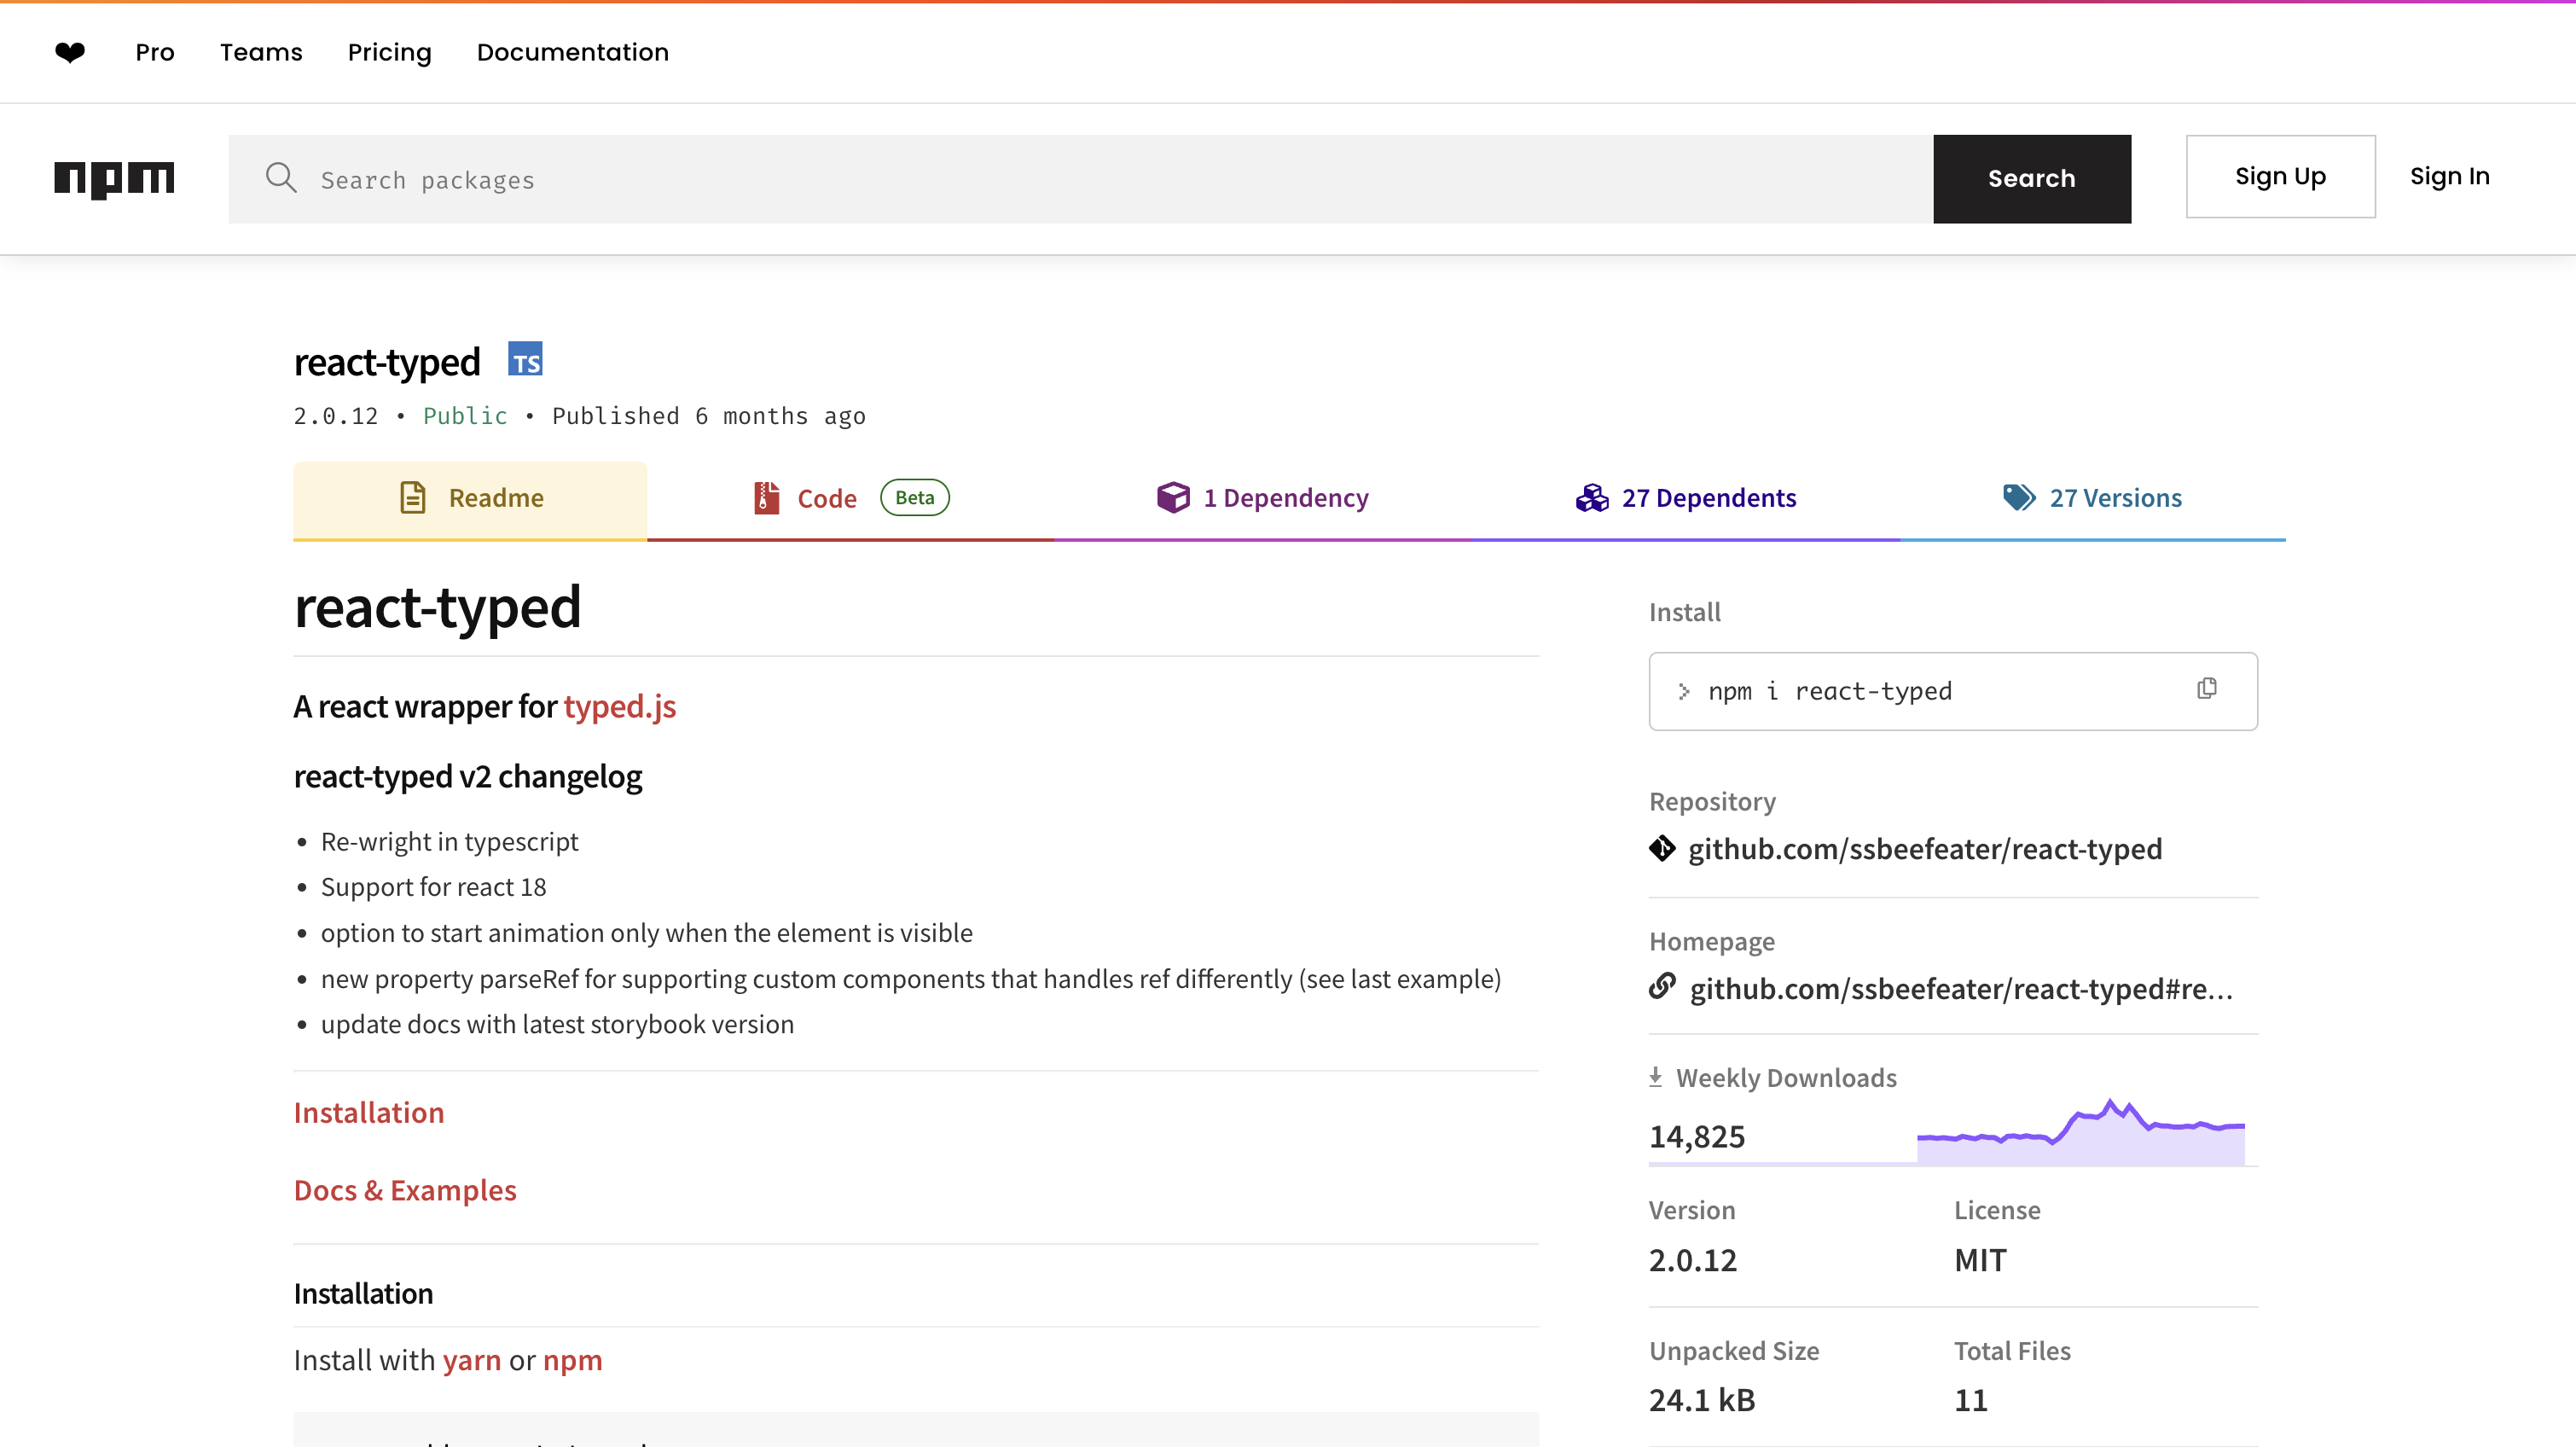 Pro Teams Pricing Documentation
npm Search packages Search Sign Up Sign In
react-typed TS
2.0.12 • Public • Published 6 months ago
Readme Code Beta 1 Dependency 27 Dependents 27 Versions
react-typed
A react wrapper for typed.js
react-typed v2 changelog
• Re-wright in typescript
• Support for react 18
• option to start animation only when the element is visible
• new property parseRef for supporting custom components that handles ref differently (see last example)
• update docs with latest storybook version
Installation
Docs & Examples
Installation
Install with yarn or npm
Install
> npm i react-typed
Repository
github.com/ssbeefeater/react-typed
Homepage
github.com/ssbeefeater/react-typed#re...
Weekly Downloads
14,825
Version License
2.0.12 MIT
Unpacked Size Total Files
24.1 kB 11